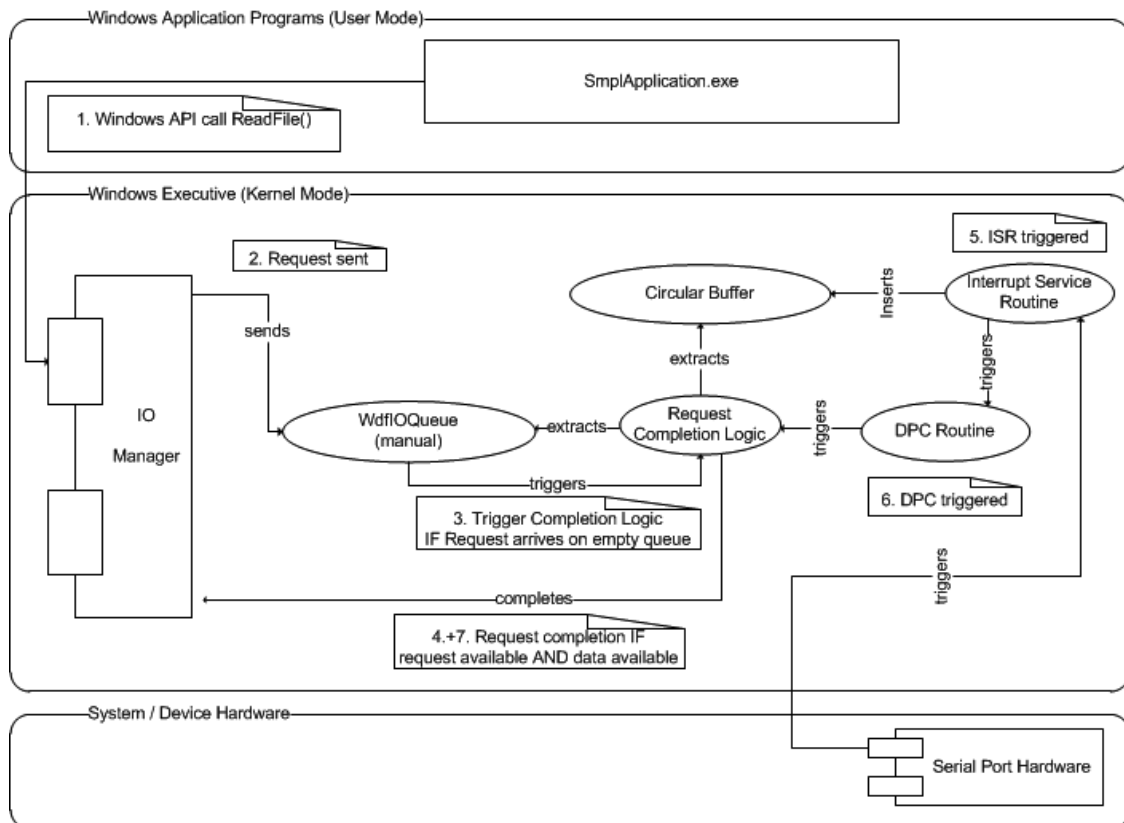 Windows Application Programs (User Mode)
SmplApplication.exe
1. Windows API call ReadFile()
Windows Executive (Kernel Mode)
5. ISR triggered
2. Request sent
Interrupt Service
Routine
Circular Buffer
Inserts
sends
triggers
extracts
IO
Manager
WdfIOQueue
(manual)
extracts
Request
Completion Logic
triggers
DPC Routine
triggers
6. DPC triggered
3. Trigger Completion Logic
IF Request arrives on empty queue
triggers
completes
4.+7. Request completion IF
request available AND data available
System / Device Hardware
Serial Port Hardware